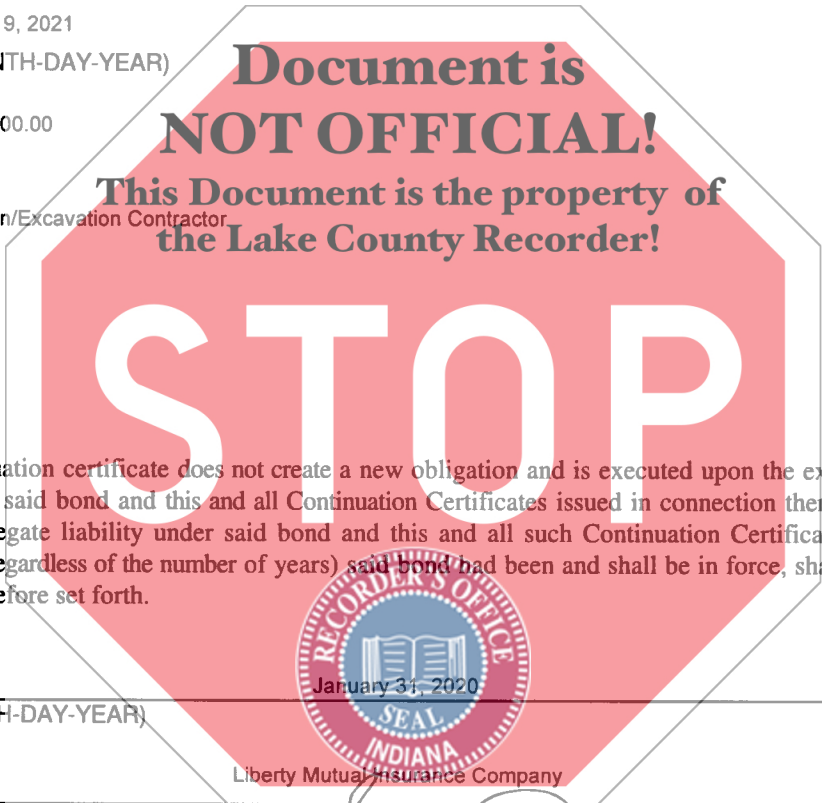 9, 2021
Document is
TH-DAY-YEAR)
NOT OFFICIAL!
00.00
This Document is the property of
n/Excavation Contractor
the Lake County Recorder!
STOP
ation certificate does not create a new obligation and is executed upon the ex
said bond and this and all Continuation Certificates issued in connection ther
egate liability under said bond and this and all such Continuation Certifica
egardless of the number of years) said bond had been and shall be in force, sha
efore set forth.
RECORDER'S OFFICE
January 31, 2020
H-DAY-YEAR)
SEAL
INDIANA
Liberty Mutual Insurance Company